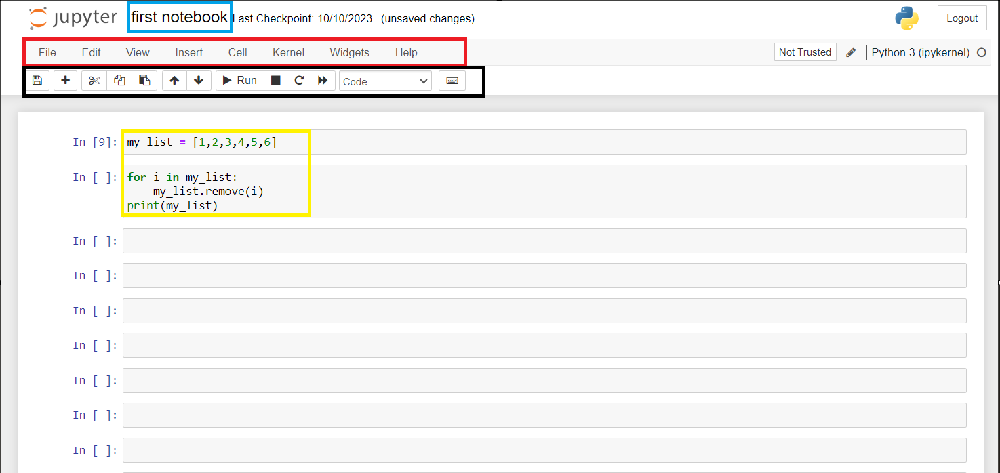 jupyter first notebook Last Checkpoint: 10/10/2023 (unsaved changes) Logout
File Edit View Insert Cell Kernel Widgets Help Not Trusted Python 3 (ipykernel)
Run Code
In [9]: my_list = [1,2,3,4,5,6]
In [ ]: for i in my_list:
my_list.remove(i)
print(my_list)
In [ ]:
In [ ]:
In [ ]:
In [ ]:
In [ ]:
In [ ]:
In [ ]: